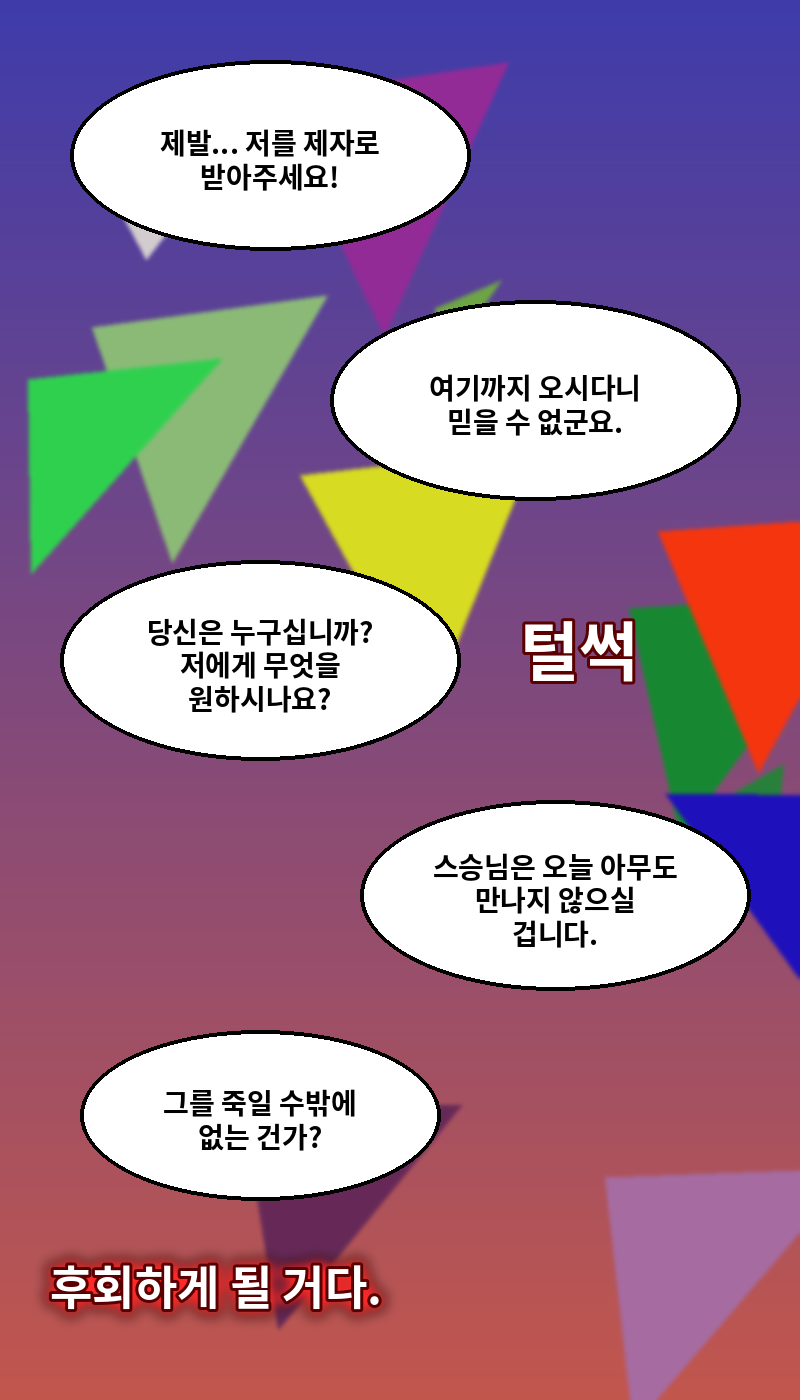 제발... 저를 제자로
받아주세요!
여기까지 오시다니
믿을 수 없군요.
당신은 누구십니까?
저에게 무엇을
원하시나요?
털썩
스승님은 오늘 아무도
만나지 않으실
겁니다.
그를 죽일 수밖에
없는 건가?
후회하게 될 거다.